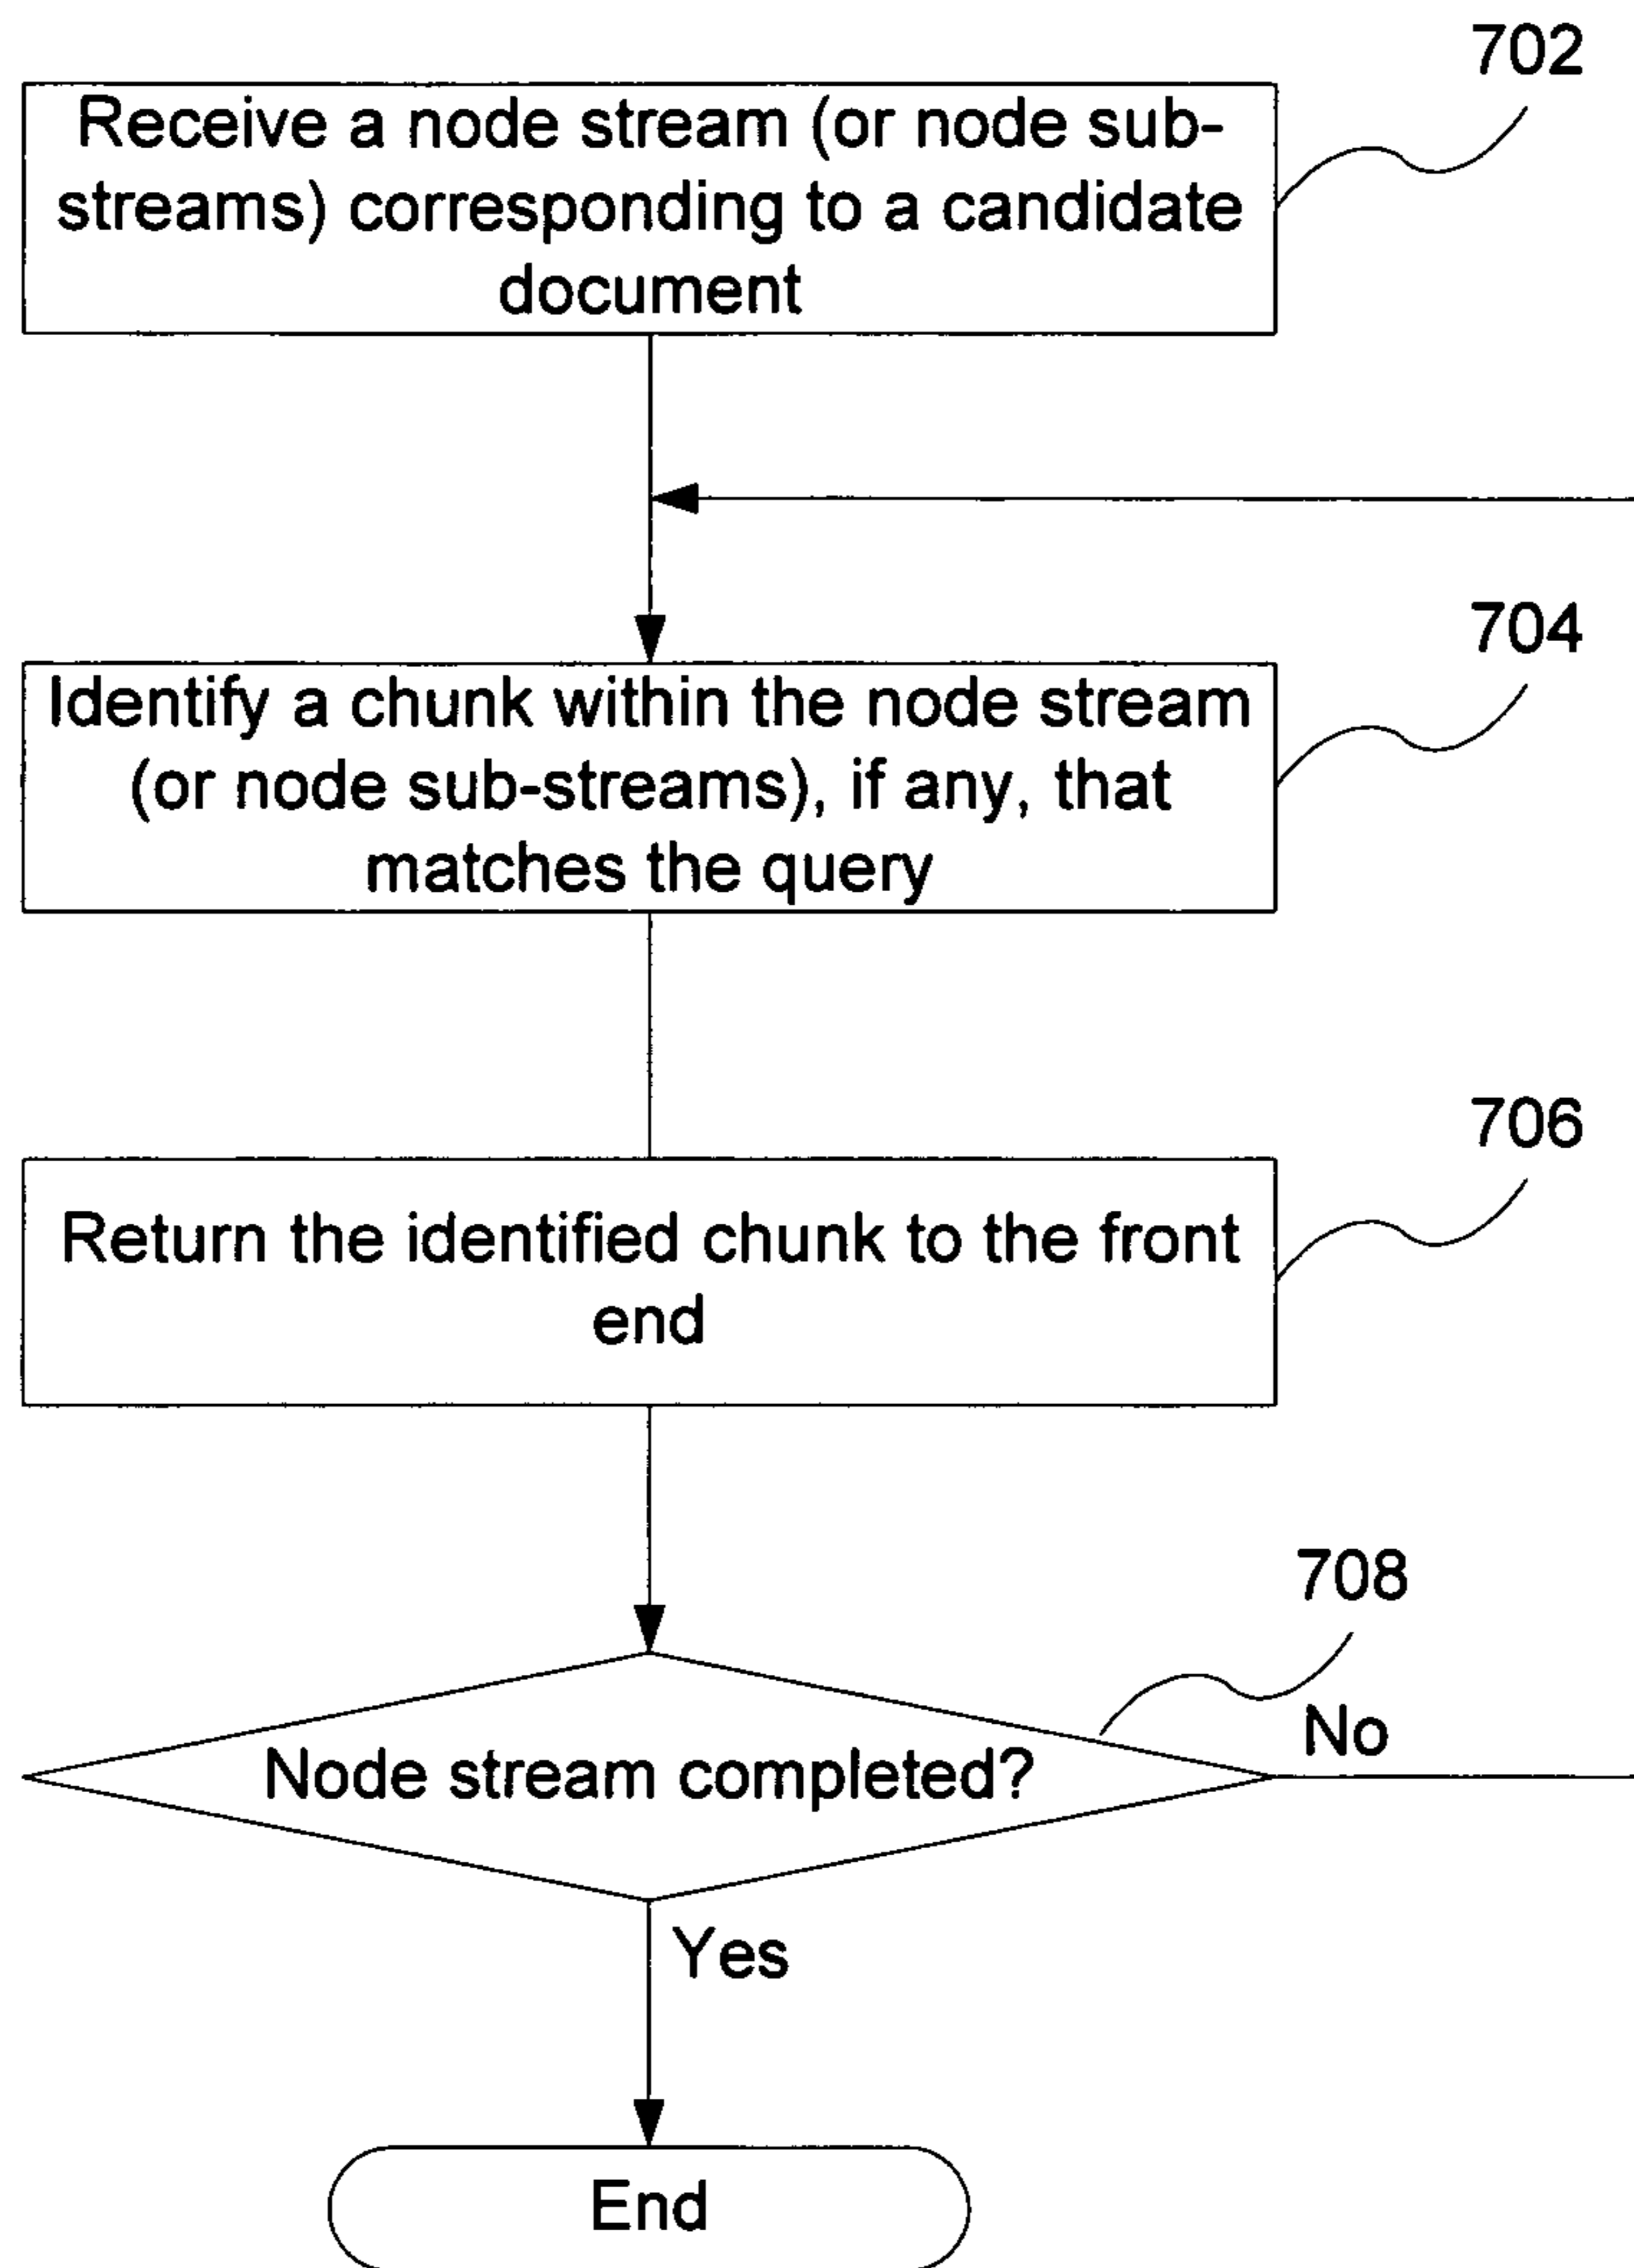 702
Receive a node stream (or node sub-
streams) corresponding to a candidate
document
704
Identify a chunk within the node stream
(or node sub-streams), if any, that
matches the query
706
Return the identified chunk to the front
end
708
No
Node stream completed?
Yes
End